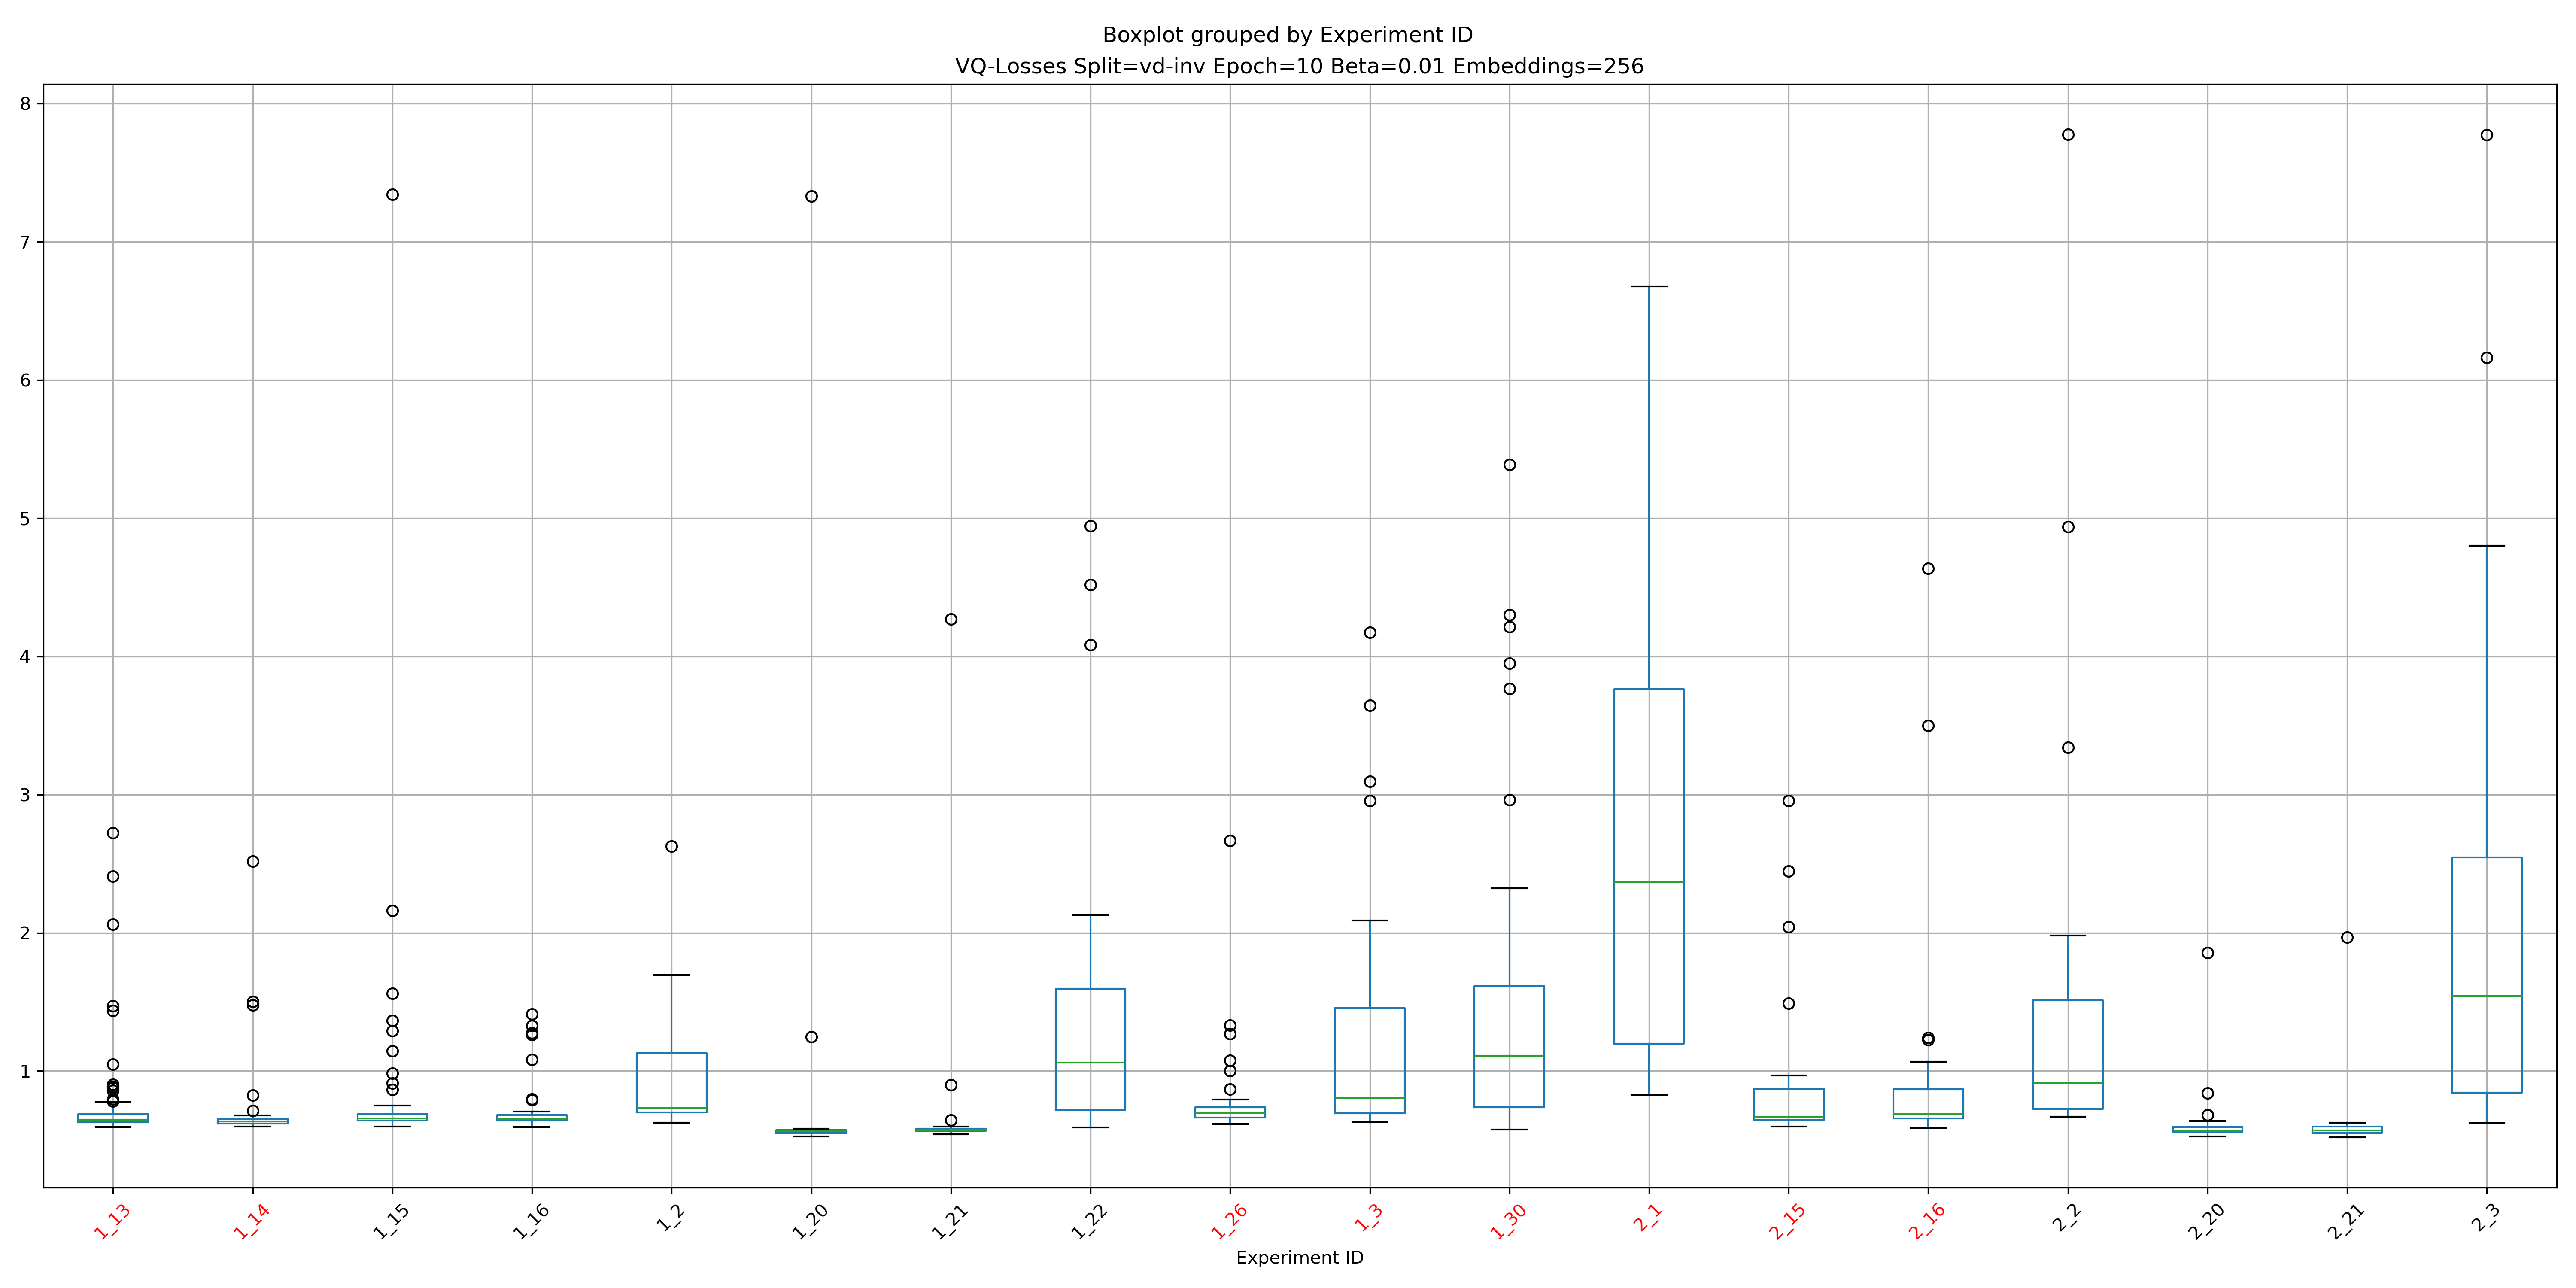 Boxplot grouped by Experiment ID
VQ-Losses Split=vd-inv Epoch=10 Beta=0.01 Embeddings=256
8
7
6
5
4
3
2
1
1_13 1_14 1_15 1_16 1_2 1_20 1_21 1_22 1_26 1_3 1_30 2_1 2_15 2_16 2_2 2_20 2_21 2_3
Experiment ID